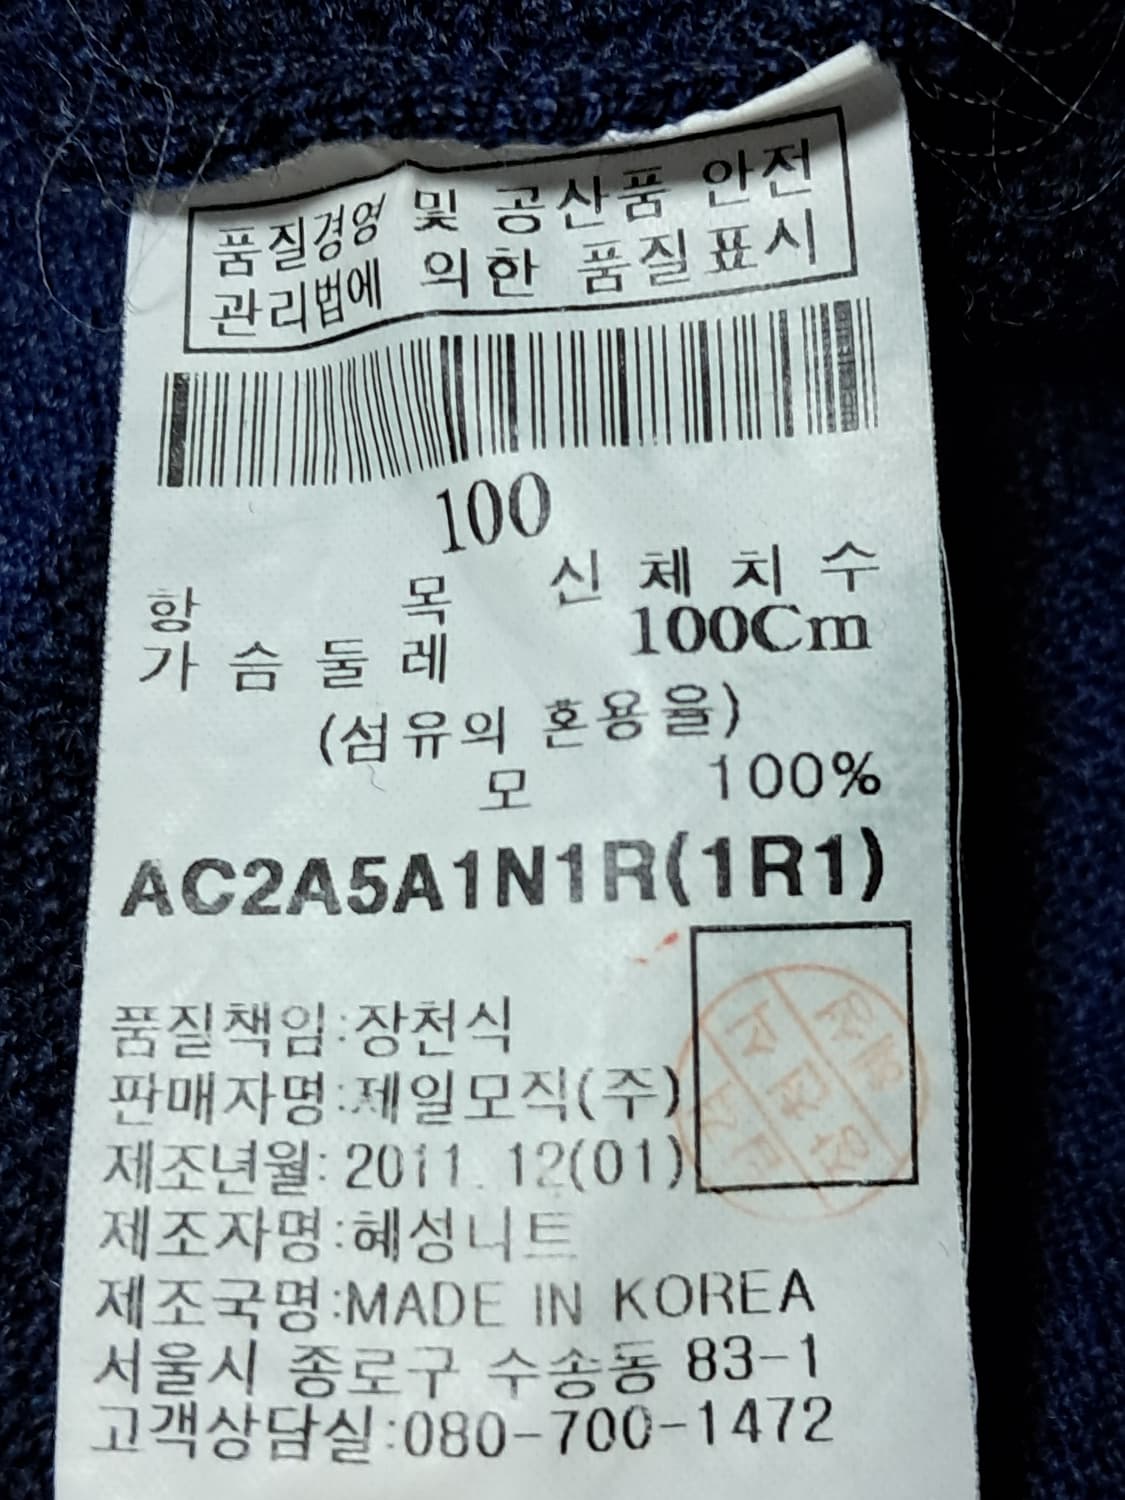 품질경영 및 공산품 안전
관리법에 의한 품질표시
100
항 목 신 체 치 수
가 슴 둘 레 100Cm
(섬유의 혼용율)
모 100%
AC2A5A1N1R(1R1)
품질책임:장천식
판매자명:제일모직(주)
제조년월: 2011. 12(01)
제조자명:혜성니트
제조국명:MADE IN KOREA
서울시 종로구 수송동 83-1
고객상담실:080-700-1472